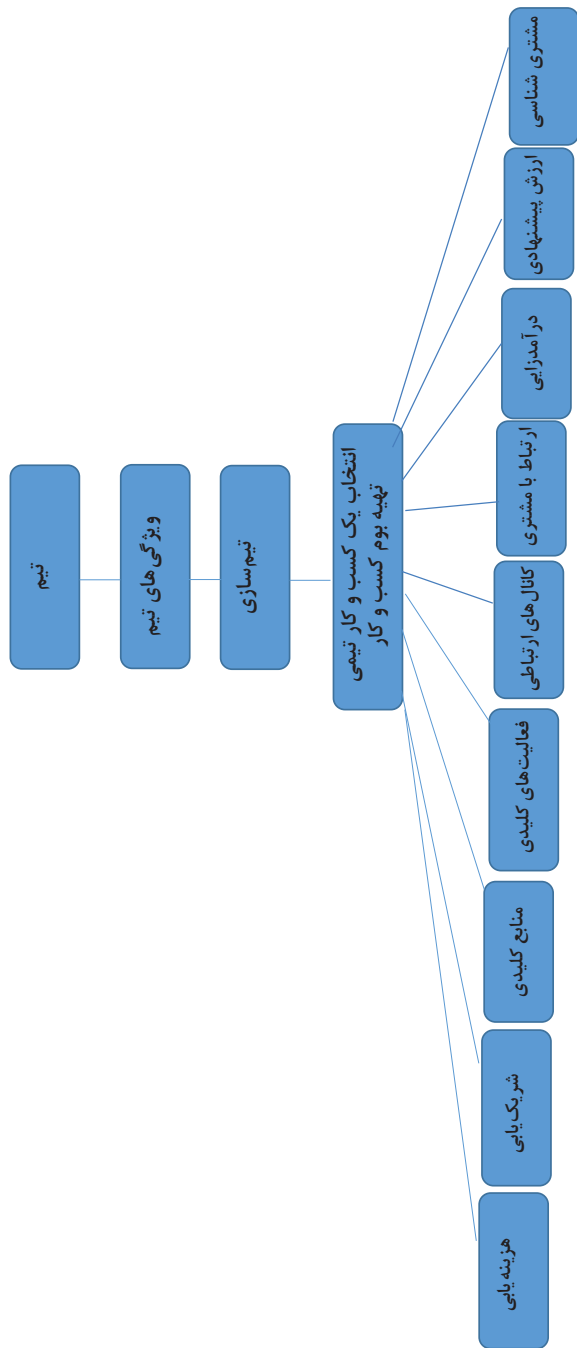 تیم
ویژگی‌های تیم
تیم‌سازی
انتخاب یک کسب و کار تیمی
تهیه بوم کسب و کار
مشتری شناسی
ارزش پیشنهادی
درآمدزایی
ارتباط با مشتری
کانال‌های ارتباطی
فعالیت‌های کلیدی
منابع کلیدی
شریک‌یابی
هزینه‌یابی